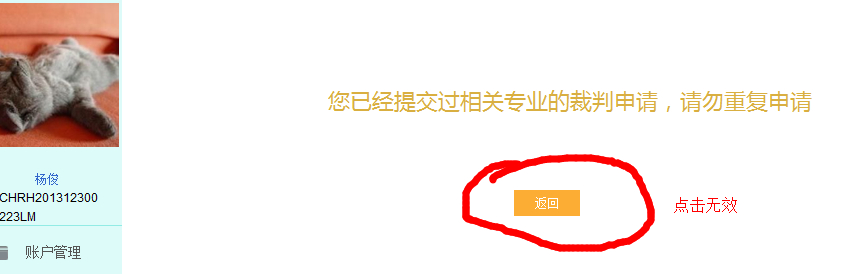 您已经提交过相关专业的裁判申请，请勿重复申请
杨俊
CHRH201312300
223LM
返回
点击无效
账户管理